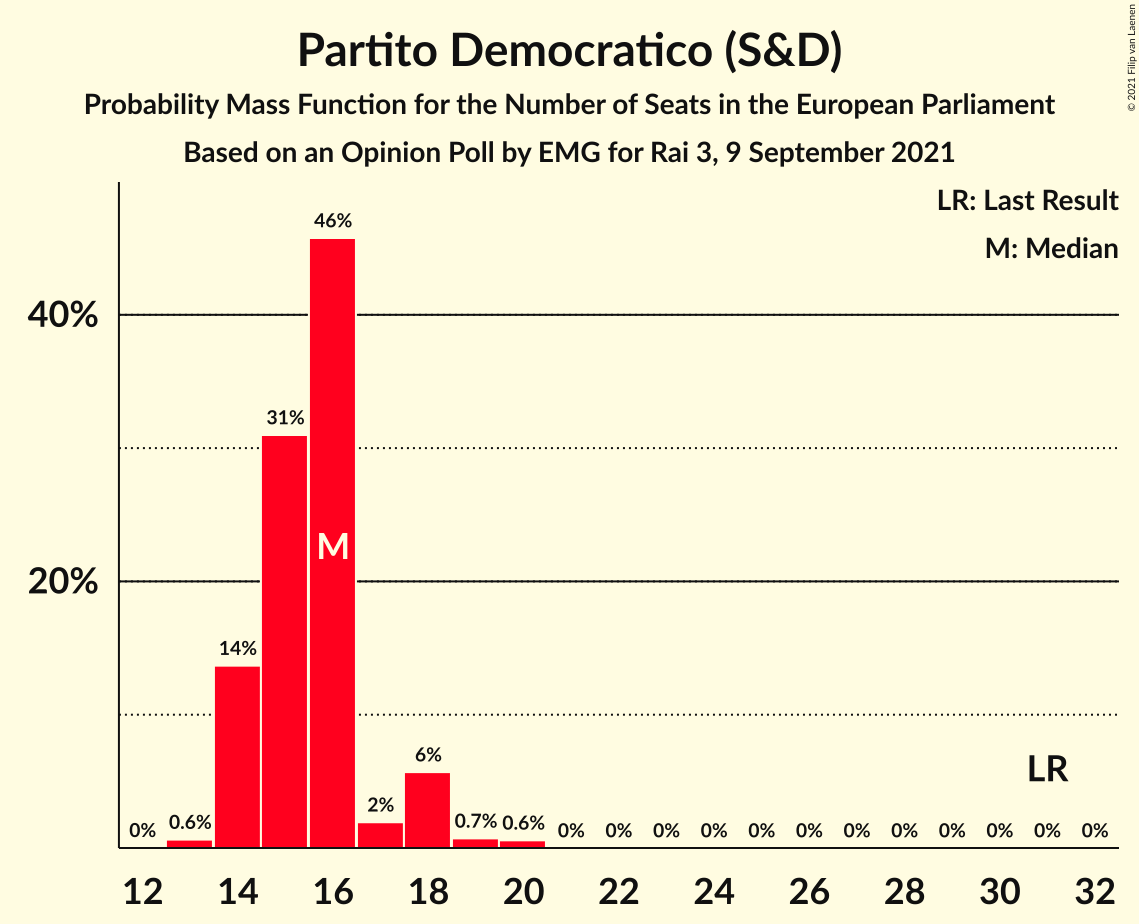 Partito Democratico (S&D)
Probability Mass Function for the Number of Seats in the European Parliament
Based on an Opinion Poll by EMG for Rai 3, 9 September 2021
© 2021 Filip van Laenen
LR: Last Result
M: Median
40%
20%
0% 0.6% 14% 31% 46% 2% 6% 0.7% 0.6% 0% 0% 0% 0% 0% 0% 0% 0% 0% 0% 0% 0%
M
LR
12 14 16 18 20 22 24 26 28 30 32